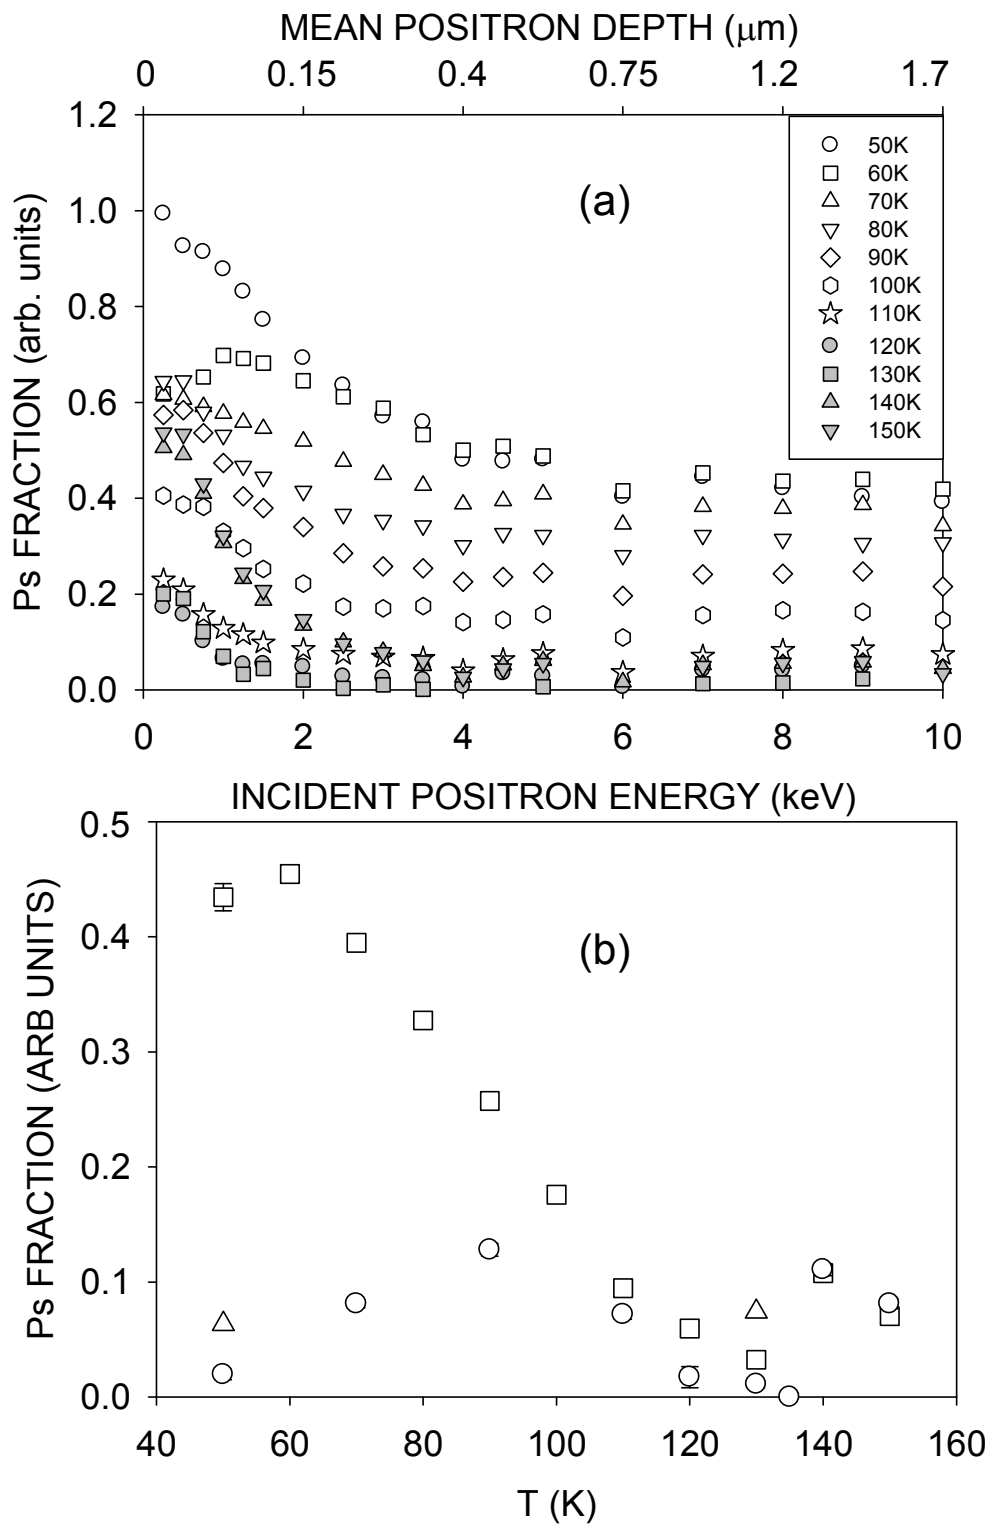 MEAN POSITRON DEPTH (μm)
0 0.15 0.4 0.75 1.2 1.7
1.2
1.0
0.8
0.6
0.4
0.2
0.0
Ps FRACTION (arb. units)
(a)
50K
60K
70K
80K
90K
100K
110K
120K
130K
140K
150K
0 2 4 6 8 10
INCIDENT POSITRON ENERGY (keV)
0.5
0.4
0.3
0.2
0.1
0.0
Ps FRACTION (ARB UNITS)
(b)
40 60 80 100 120 140 160
T (K)